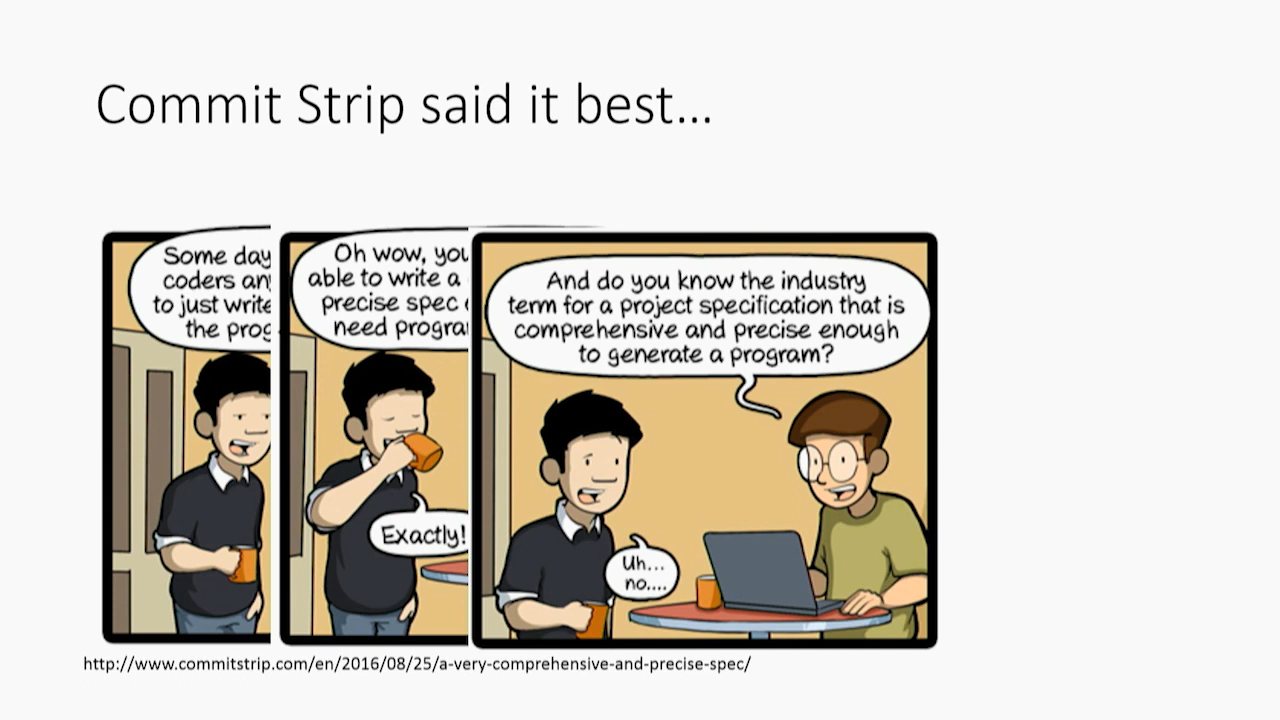 Commit Strip said it best...
Some day
coders an
to just write
the prog
Oh wow, you
able to write a
precise spec
need progra
Exactly!
And do you know the industry
term for a project specification that is
comprehensive and precise enough
to generate a program?
Uh...
no....
http://www.commitstrip.com/en/2016/08/25/a-very-comprehensive-and-precise-spec/